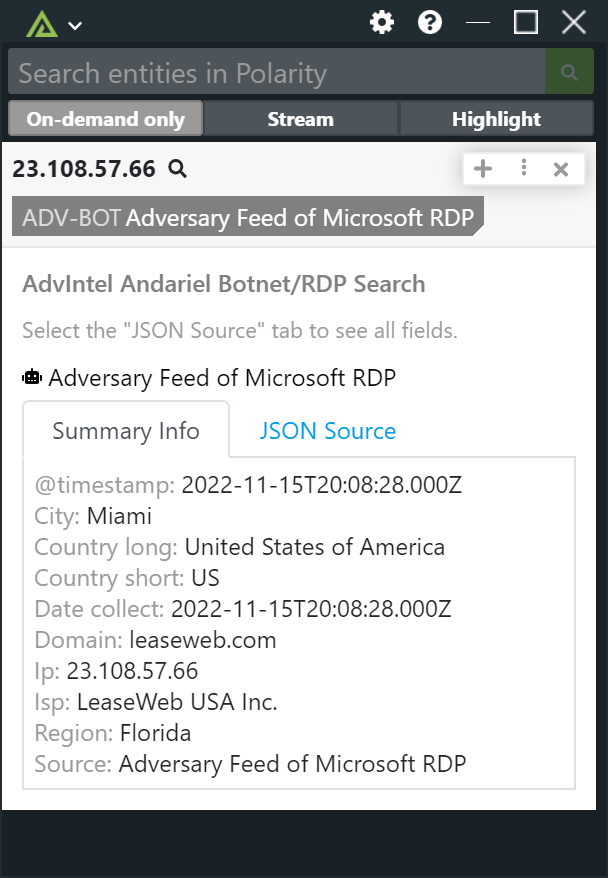 Search entities in Polarity
On-demand only Stream Highlight
23.108.57.66
ADV-BOT Adversary Feed of Microsoft RDP
AdvIntel Andariel Botnet/RDP Search
Select the "JSON Source" tab to see all fields.
Adversary Feed of Microsoft RDP
Summary Info JSON Source
@timestamp: 2022-11-15T20:08:28.000Z
City: Miami
Country long: United States of America
Country short: US
Date collect: 2022-11-15T20:08:28.000Z
Domain: leaseweb.com
Ip: 23.108.57.66
Isp: LeaseWeb USA Inc.
Region: Florida
Source: Adversary Feed of Microsoft RDP